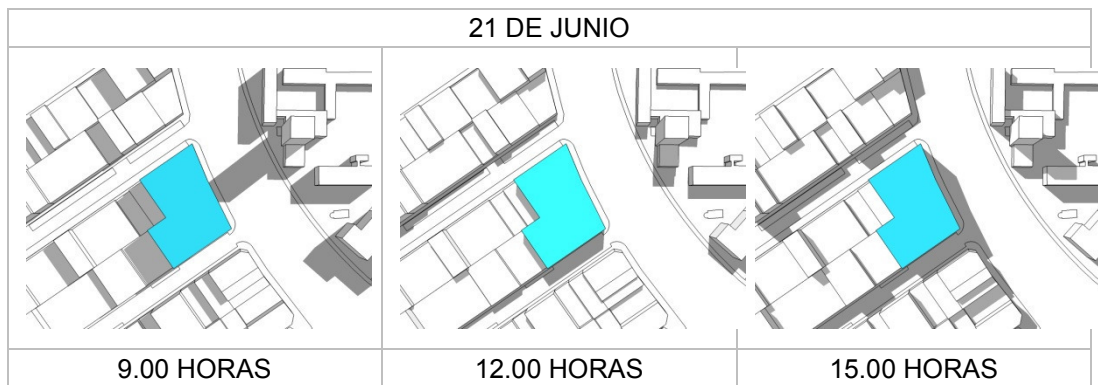 21 DE JUNIO
9.00 HORAS
12.00 HORAS
15.00 HORAS